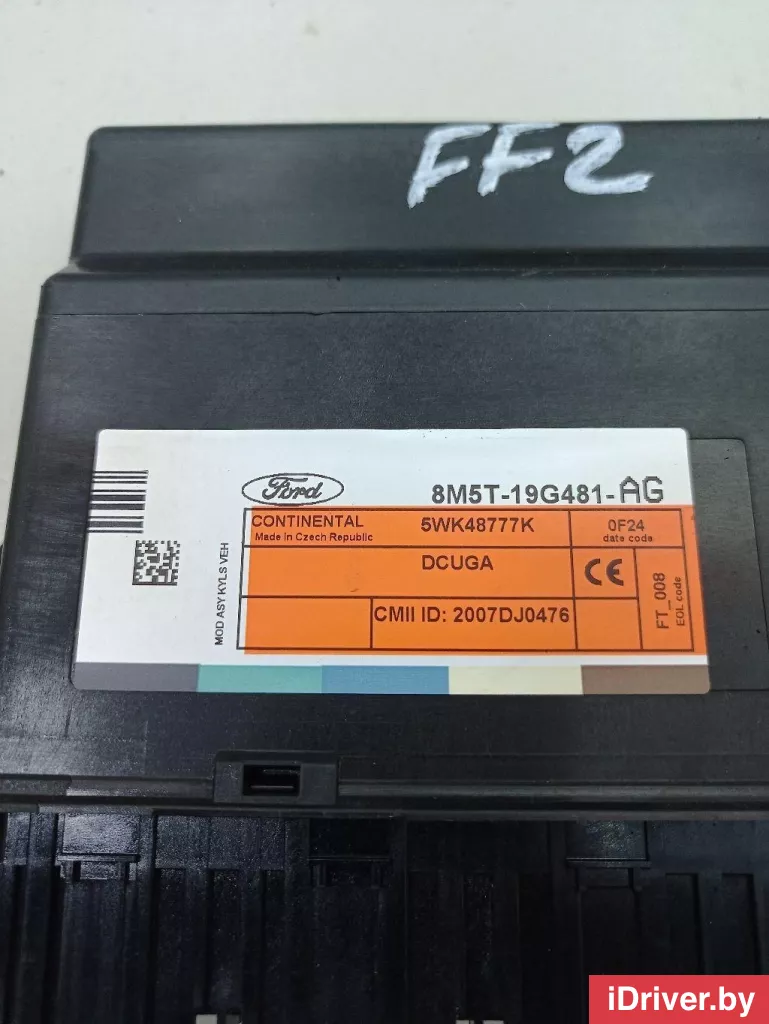 FF2
Ford
8M5T-19G481-AG
CONTINENTAL 5WK48777K 0F24
Made in Czech Republic date code
DCUGA
CE
CMII ID: 2007DJ0476
FT_008
EOL code
MOD ASY KYLS VEH
iDriver.by